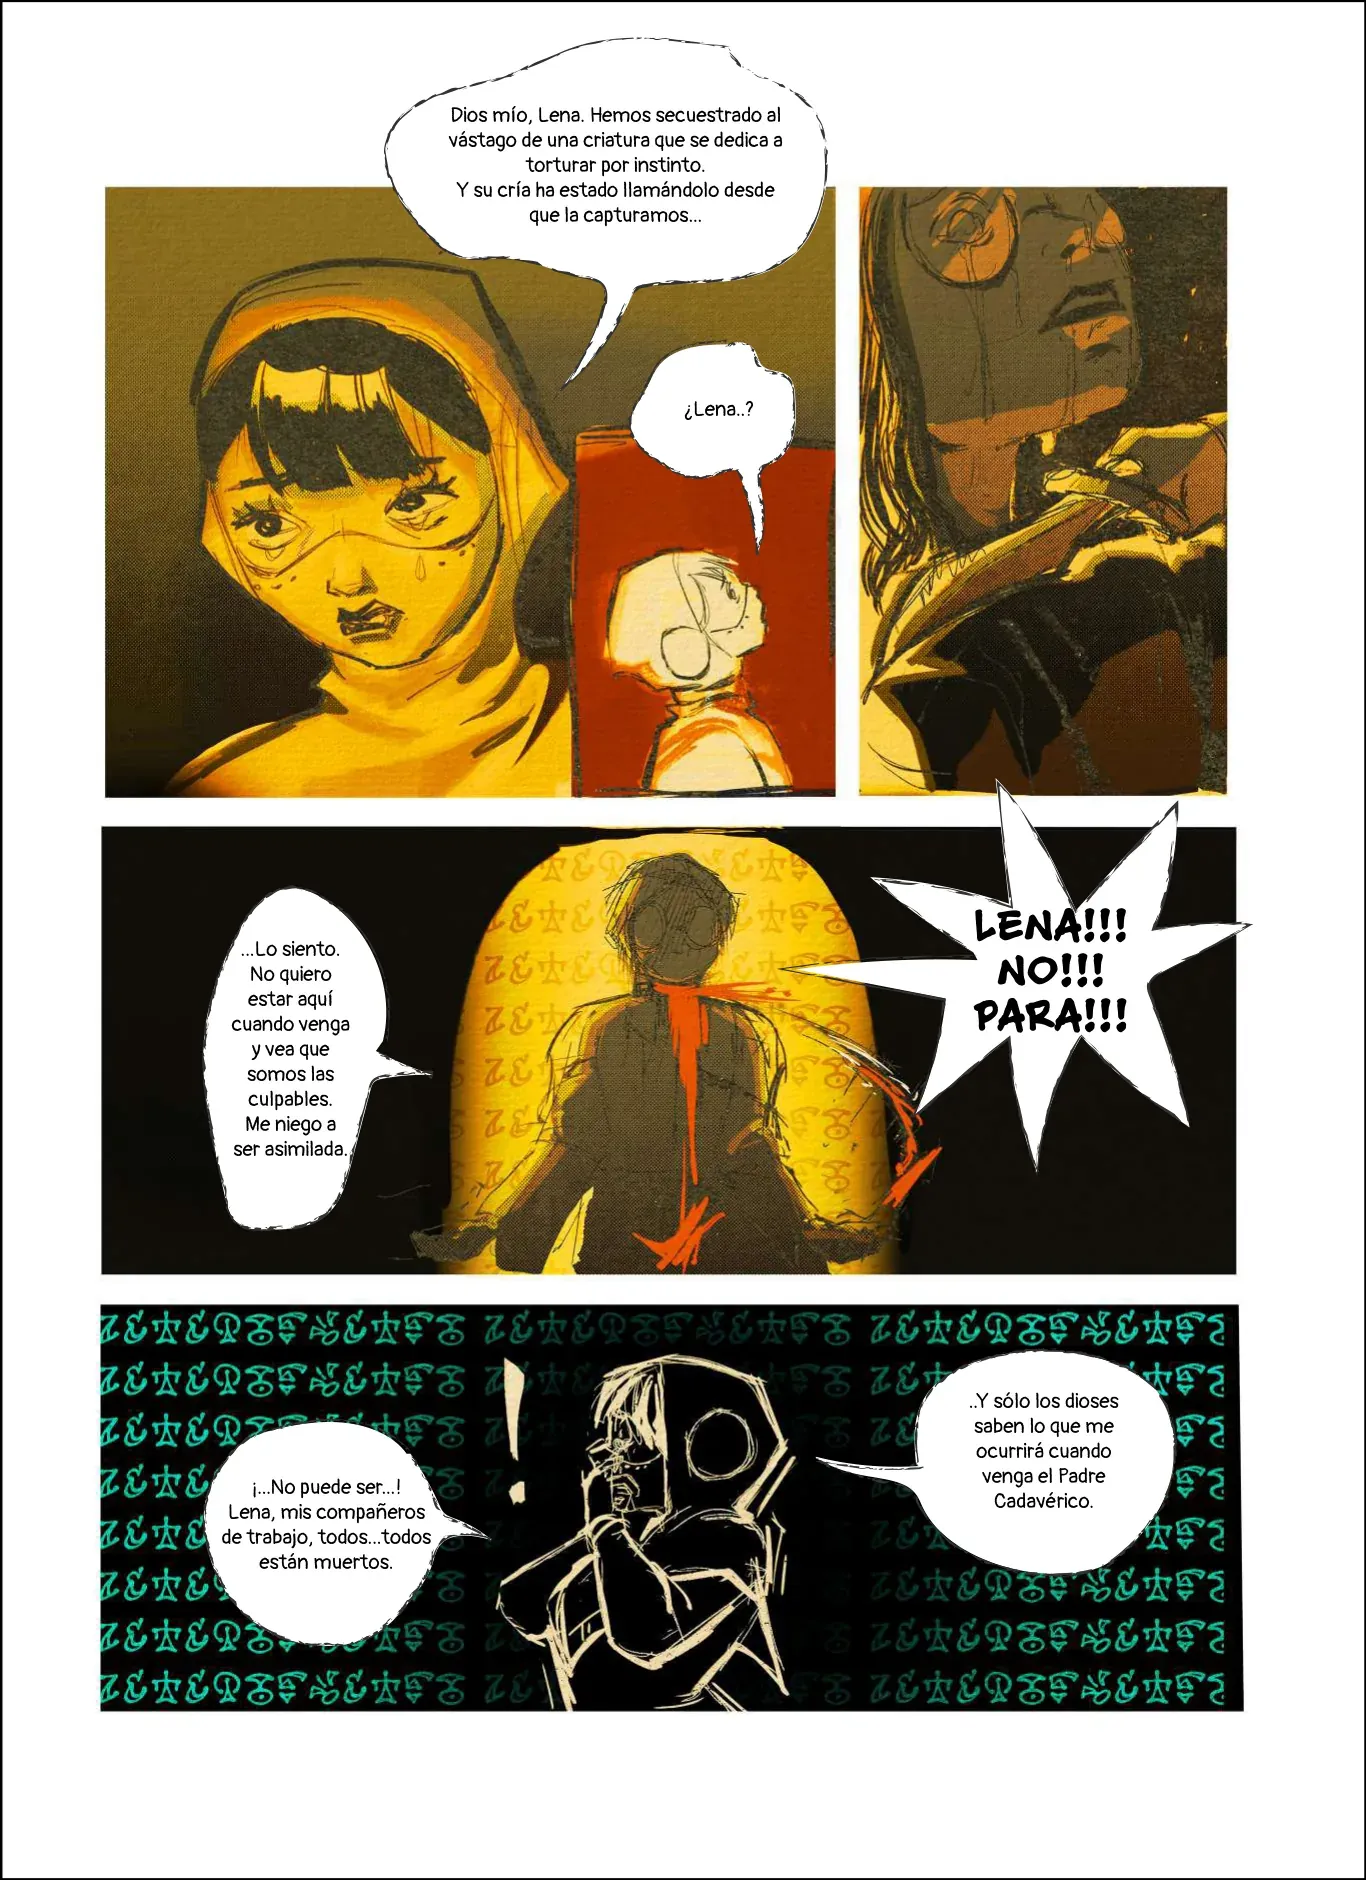 Dios mío, Lena. Hemos secuestrado al
vástago de una criatura que se dedica a
torturar por instinto.
Y su cría ha estado llamándolo desde
que la capturamos...
¿Lena..?
...Lo siento.
No quiero
estar aquí
cuando venga
y vea que
somos las
culpables.
Me niego a
ser asimilada.
LENA!!!
NO!!!
PARA!!!
¡...No puede ser...!
Lena, mis compañeros
de trabajo, todos...todos
están muertos.
..Y sólo los dioses
saben lo que me
ocurrirá cuando
venga el Padre
Cadavérico.